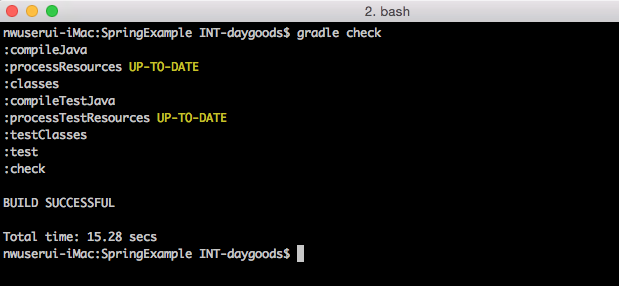 2. bash
nwuserui-iMac:SpringExample INT-daygoods$ gradle check
:compileJava
:processResources UP-TO-DATE
:classes
:compileTestJava
:processTestResources UP-TO-DATE
:testClasses
:test
:check
BUILD SUCCESSFUL
Total time: 15.28 secs
nwuserui-iMac:SpringExample INT-daygoods$